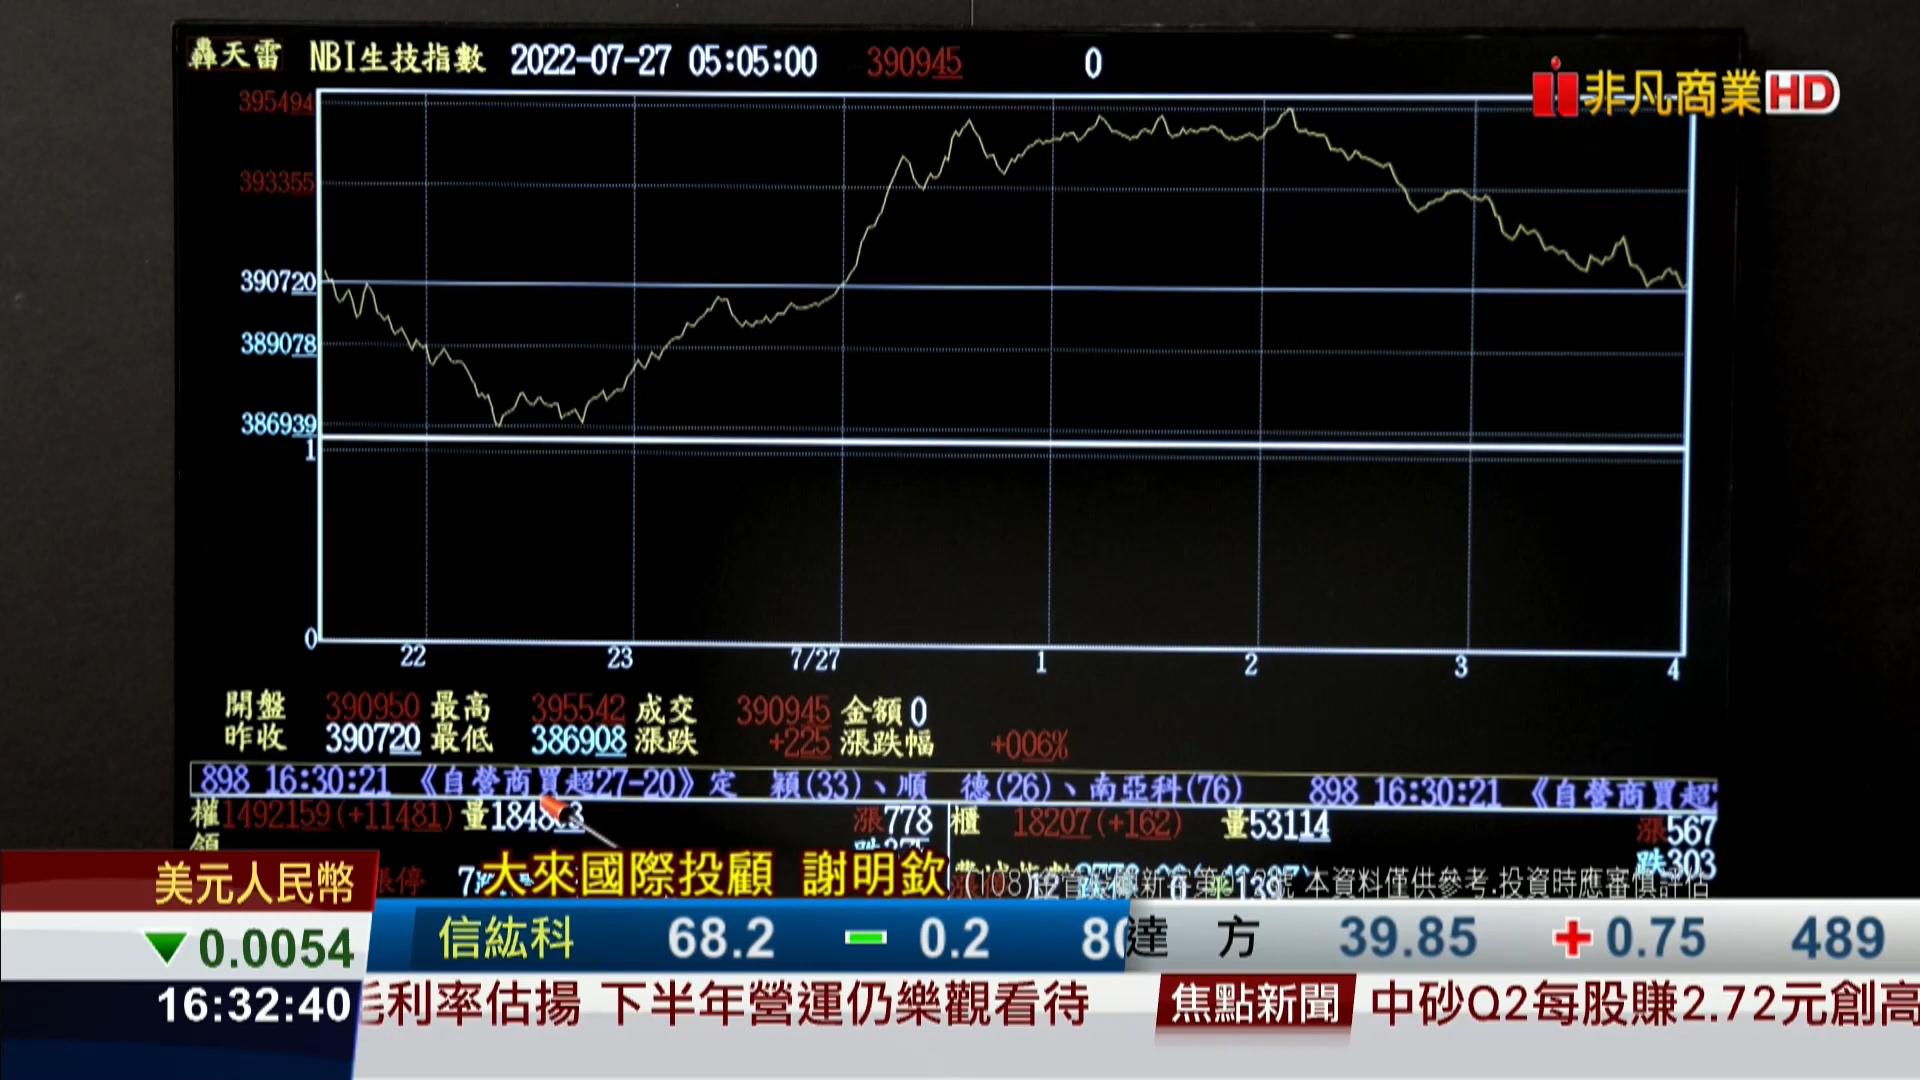 轟天雷 NBI生技指數 2022-07-27 05:05:00 390945 0
非凡商業HD
395494
393355
390720
389078
386939
1
0
22 23 7/27 1 2 3 4
開盤 390950 最高 395542 成交 390945 金額 0
昨收 390720 最低 386908 漲跌 +225 漲跌幅 +006%
898 16:30:21 《自營商買超27-20》定 穎(33)、順 德(26)、南亞科(76) 898 16:30:21 《自營商買超
權1492159(+11481) 量 漲778 櫃 18207(+162) 量53114 漲567
跌303
大來國際投顧 謝明欽
本資料僅供參考.投資時應審慎評估
美元人民幣
▼0.0054
信紘科 68.2 - 0.2 達 方 39.85 + 0.75 489
16:32:40
毛利率估揚 下半年營運仍樂觀看待 焦點新聞 中砂Q2每股賺2.72元創高